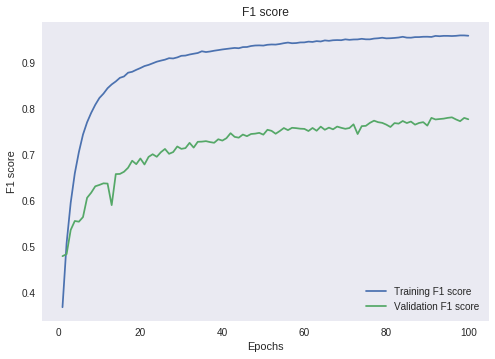 F1 score
F1 score
0.9
0.8
0.7
0.6
0.5
0.4
Training F1 score
Validation F1 score
0 20 40 60 80 100
Epochs